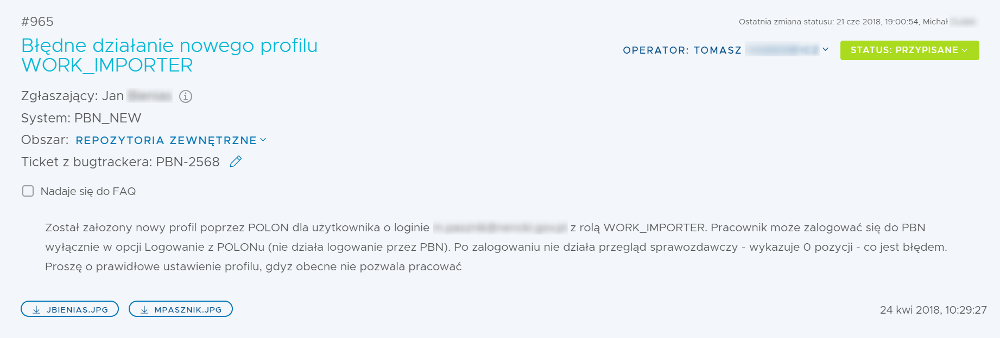 #965
Ostatnia zmiana statusu: 21 cze 2018, 19:00:54, Michał
Błędne działanie nowego profilu
WORK_IMPORTER
OPERATOR: TOMASZ
STATUS: PRZYPISANE
Zgłaszający: Jan
System: PBN_NEW
Obszar: REPOZYTORIA ZEWNĘTRZNE
Ticket z bugtrackera: PBN-2568
Nadaje się do FAQ
Został założony nowy profil poprzez POLON dla użytkownika o loginie z rolą WORK_IMPORTER. Pracownik może zalogować się do PBN
wyłącznie w opcji Logowanie z POLONu (nie działa logowanie przez PBN). Po zalogowaniu nie działa przegląd sprawozdawczy - wykazuje 0 pozycji - co jest błędem.
Proszę o prawidłowe ustawienie profilu, gdyż obecne nie pozwala pracować
JBIENIAS.JPG
MPASZNIK.JPG
24 kwi 2018, 10:29:27